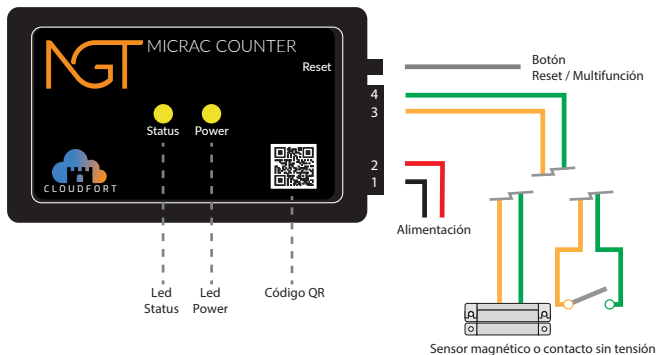 NGT
MICRAC COUNTER
Reset
Botón
Reset / Multifunción
4
3
Status
Power
2
1
CLOUDFORT
Alimentación
Led
Status
Led
Power
Código QR
Sensor magnético o contacto sin tensión